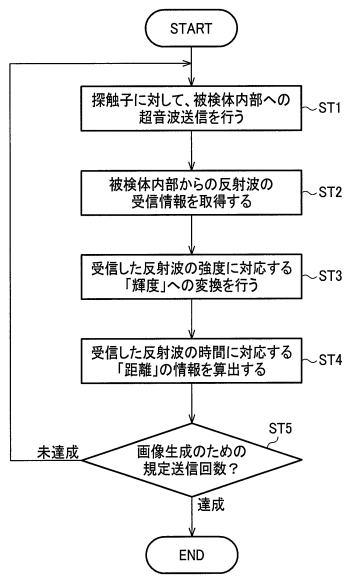 START
探触子に対して、被検体内部への
超音波送信を行う
ST1
被検体内部からの反射波の
受信情報を取得する
ST2
受信した反射波の強度に対応する
「輝度」への変換を行う
ST3
受信した反射波の時間に対応する
「距離」の情報を算出する
ST4
画像生成のための
規定送信回数?
ST5
未達成
達成
END